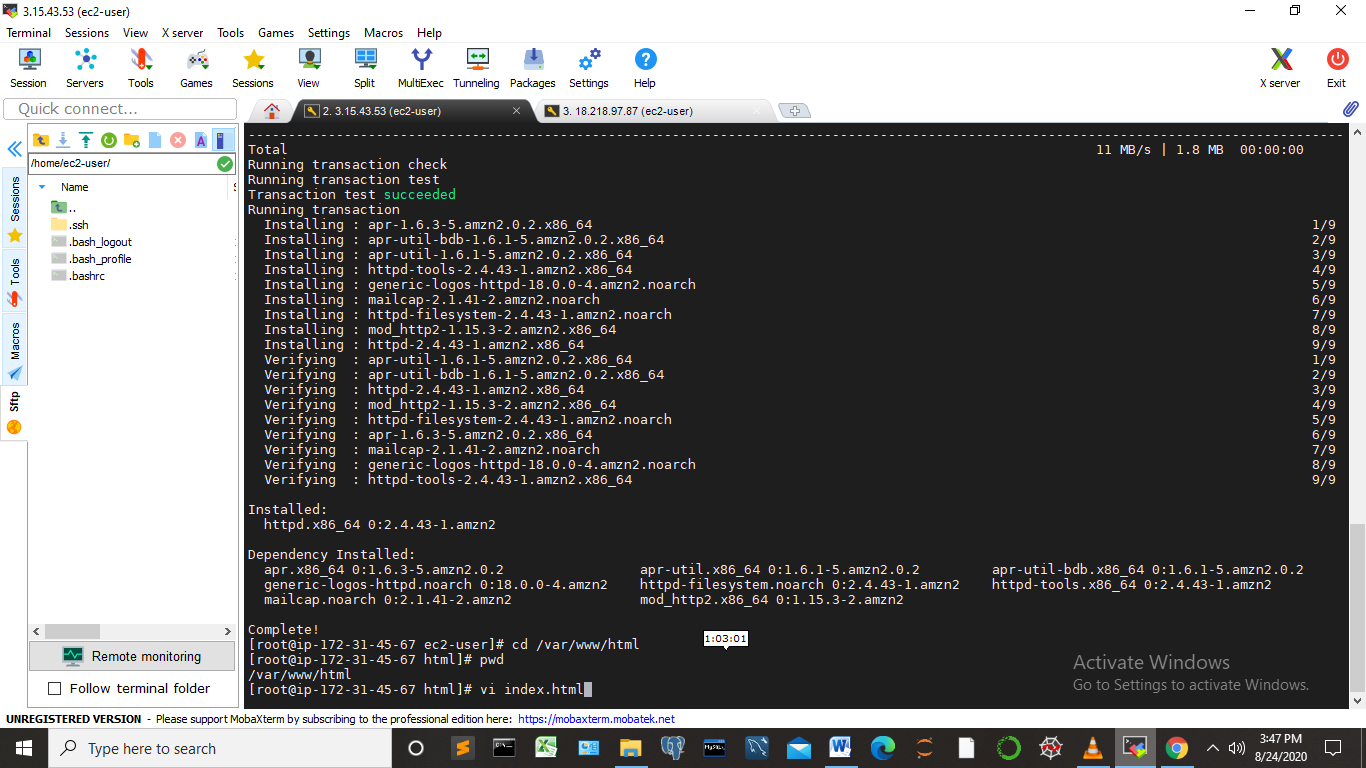 3.15.43.53 (ec2-user)
Terminal Sessions View X server Tools Games Settings Macros Help
Session Servers Tools Games Sessions View Split MultiExec Tunneling Packages Settings Help X server Exit
Quick connect...
2. 3.15.43.53 (ec2-user)
3. 18.218.97.87 (ec2-user)
Sessions
Tools
Macros
Sftp
/home/ec2-user/
Name
..
.ssh
.bash_logout
.bash_profile
.bashrc
Remote monitoring
Follow terminal folder
Total 11 MB/s | 1.8 MB 00:00:00
Running transaction check
Running transaction test
Transaction test succeeded
Running transaction
Installing : apr-1.6.3-5.amzn2.0.2.x86_64 1/9
Installing : apr-util-bdb-1.6.1-5.amzn2.0.2.x86_64 2/9
Installing : apr-util-1.6.1-5.amzn2.0.2.x86_64 3/9
Installing : httpd-tools-2.4.43-1.amzn2.x86_64 4/9
Installing : generic-logos-httpd-18.0.0-4.amzn2.noarch 5/9
Installing : mailcap-2.1.41-2.amzn2.noarch 6/9
Installing : httpd-filesystem-2.4.43-1.amzn2.noarch 7/9
Installing : mod_http2-1.15.3-2.amzn2.x86_64 8/9
Installing : httpd-2.4.43-1.amzn2.x86_64 9/9
Verifying : apr-util-1.6.1-5.amzn2.0.2.x86_64 1/9
Verifying : apr-util-bdb-1.6.1-5.amzn2.0.2.x86_64 2/9
Verifying : httpd-2.4.43-1.amzn2.x86_64 3/9
Verifying : mod_http2-1.15.3-2.amzn2.x86_64 4/9
Verifying : httpd-filesystem-2.4.43-1.amzn2.noarch 5/9
Verifying : apr-1.6.3-5.amzn2.0.2.x86_64 6/9
Verifying : mailcap-2.1.41-2.amzn2.noarch 7/9
Verifying : generic-logos-httpd-18.0.0-4.amzn2.noarch 8/9
Verifying : httpd-tools-2.4.43-1.amzn2.x86_64 9/9
Installed:
httpd.x86_64 0:2.4.43-1.amzn2
Dependency Installed:
apr.x86_64 0:1.6.3-5.amzn2.0.2 apr-util.x86_64 0:1.6.1-5.amzn2.0.2 apr-util-bdb.x86_64 0:1.6.1-5.amzn2.0.2
generic-logos-httpd.noarch 0:18.0.0-4.amzn2 httpd-filesystem.noarch 0:2.4.43-1.amzn2 httpd-tools.x86_64 0:2.4.43-1.amzn2
mailcap.noarch 0:2.1.41-2.amzn2 mod_http2.x86_64 0:1.15.3-2.amzn2
Complete!
[root@ip-172-31-45-67 ec2-user]# cd /var/www/html
1:03:01
[root@ip-172-31-45-67 html]# pwd
/var/www/html
[root@ip-172-31-45-67 html]# vi index.html
Activate Windows
Go to Settings to activate Windows.
UNREGISTERED VERSION - Please support MobaXterm by subscribing to the professional edition here: https://mobaxterm.mobatek.net
Type here to search
3:47 PM
8/24/2020